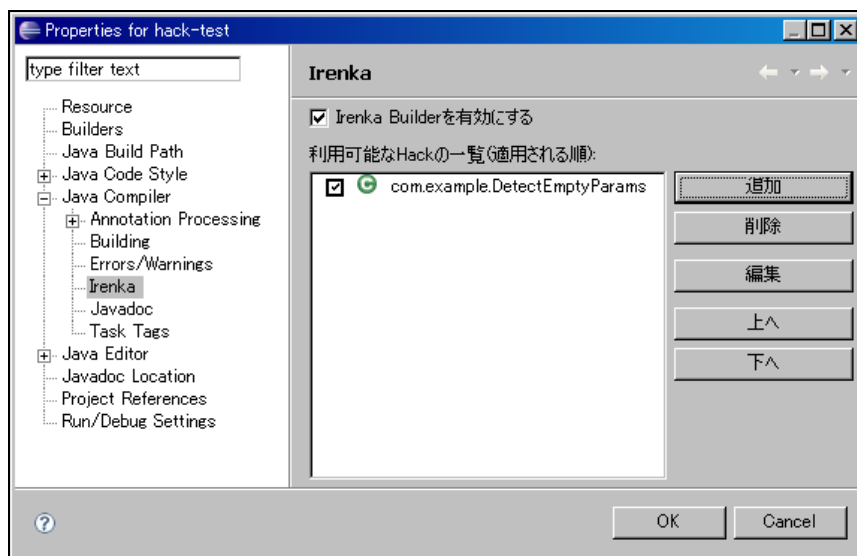 Properties for hack-test
type filter text
Resource
Builders
Java Build Path
Java Code Style
Java Compiler
Annotation Processing
Building
Errors/Warnings
Irenka
Javadoc
Task Tags
Java Editor
Javadoc Location
Project References
Run/Debug Settings
Irenka
Irenka Builderを有効にする
利用可能なHackの一覧(適用される順):
com.example.DetectEmptyParams
追加
削除
編集
上へ
下へ
OK
Cancel